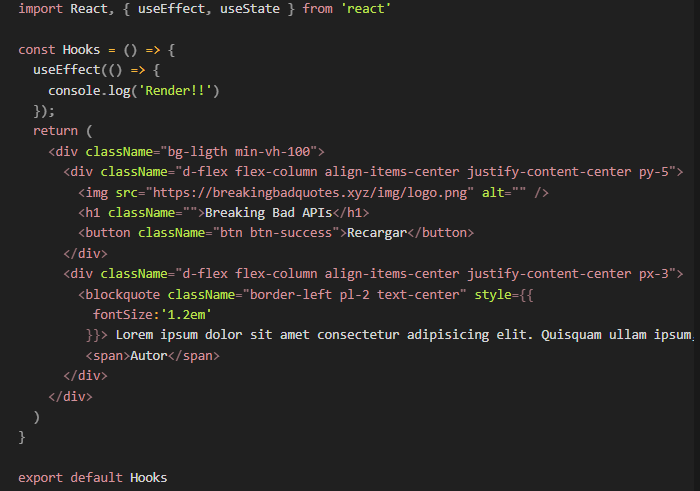 import React, { useEffect, useState } from 'react'
const Hooks = () => {
useEffect(() => {
console.log('Render!!')
});
return (
<div className="bg-ligth min-vh-100">
<div className="d-flex flex-column align-items-center justify-content-center py-5">
<img src="https://breakingbadquotes.xyz/img/logo.png" alt="" />
<h1 className="">Breaking Bad APIs</h1>
<button className="btn btn-success">Recargar</button>
</div>
<div className="d-flex flex-column align-items-center justify-content-center px-3">
<blockquote className="border-left pl-2 text-center" style={{
fontSize:'1.2em'
}}> Lorem ipsum dolor sit amet consectetur adipisicing elit. Quisquam ullam ipsum,
<span>Autor</span>
</div>
</div>
)
}
export default Hooks